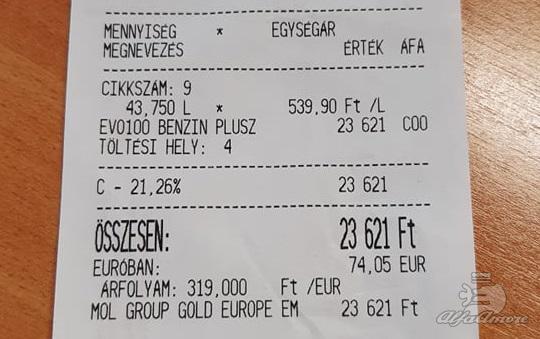 MENNYISÉG * EGYSÉGÁR
MEGNEVEZÉS ÉRTÉK ÁFA
CIKKSZÁM: 9
43,750 L * 539,90 Ft /L
EVO100 BENZIN PLUSZ 23 621 C00
TÖLTÉSI HELY: 4
C - 21,26% 23 621
ÖSSZESEN: 23 621 Ft
EURÓBAN: 74,05 EUR
ÁRFOLYAM: 319,000 Ft /EUR
MOL GROUP GOLD EUROPE EM 23 621 Ft
AlfaAmore